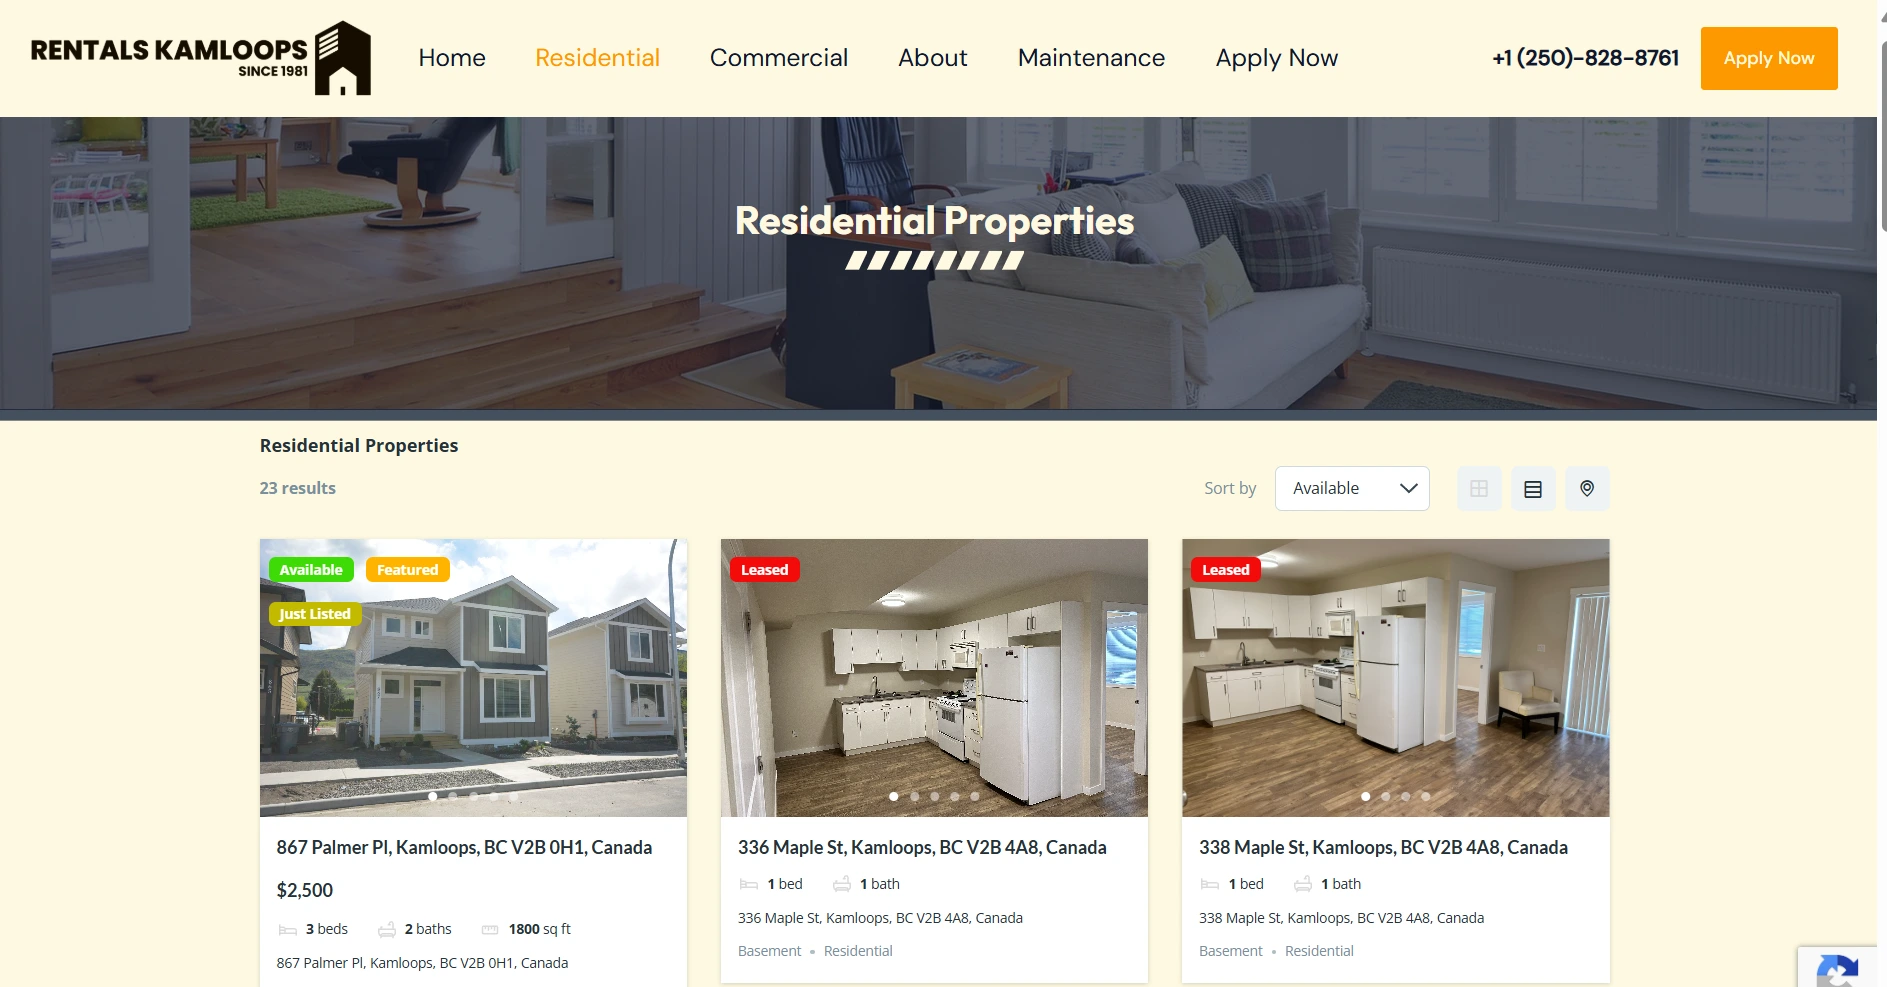 RENTALS KAMLOOPS
SINCE 1981
Home
Residential
Commercial
About
Maintenance
Apply Now
+1 (250)-828-8761
Apply Now
Residential Properties
Residential Properties
23 results
Sort by
Available
Available
Featured
Just Listed
Leased
Leased
867 Palmer Pl, Kamloops, BC V2B 0H1, Canada
$2,500
3 beds
2 baths
1800 sq ft
867 Palmer Pl, Kamloops, BC V2B 0H1, Canada
336 Maple St, Kamloops, BC V2B 4A8, Canada
1 bed
1 bath
336 Maple St, Kamloops, BC V2B 4A8, Canada
Basement
Residential
338 Maple St, Kamloops, BC V2B 4A8, Canada
1 bed
1 bath
338 Maple St, Kamloops, BC V2B 4A8, Canada
Basement
Residential